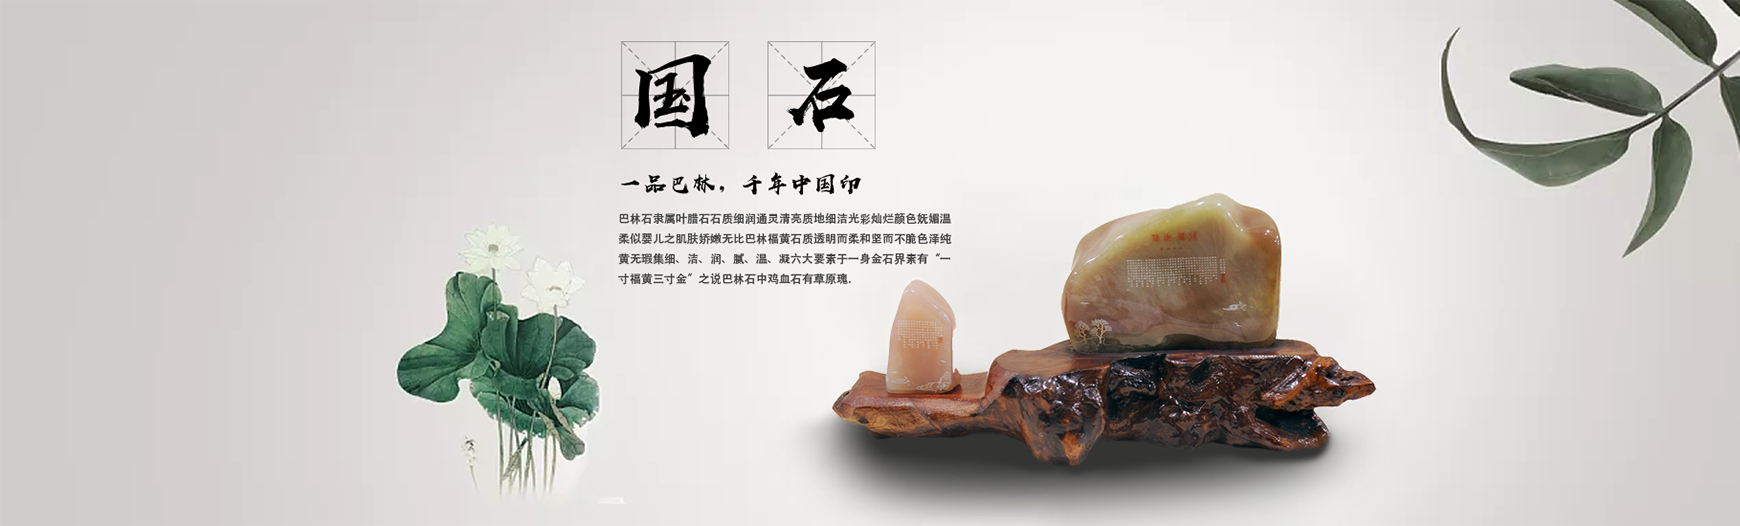 国 石
一品巴林，千年中国印
巴林石隶属叶腊石石质细润通灵清亮质地细洁光彩灿烂颜色妩媚温
柔似婴儿之肌肤娇嫩无比巴林福黄石质透明而柔和坚而不脆色泽纯
黄无瑕集细、洁、润、腻、温、凝六大要素于一身金石界素有“一
寸福黄三寸金”之说巴林石中鸡血石有草原瑰.